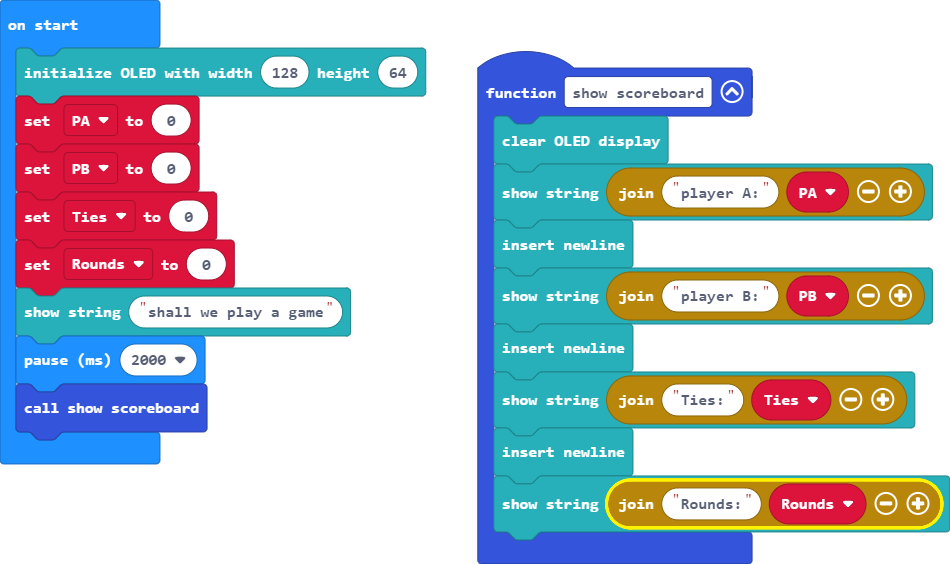 on start
initialize OLED with width 128 height 64
set PA to 0
set PB to 0
set Ties to 0
set Rounds to 0
show string "shall we play a game"
pause (ms) 2000
call show scoreboard
function show scoreboard
clear OLED display
show string join "player A:" PA
insert newline
show string join "player B:" PB
insert newline
show string join "Ties:" Ties
insert newline
show string join "Rounds:" Rounds